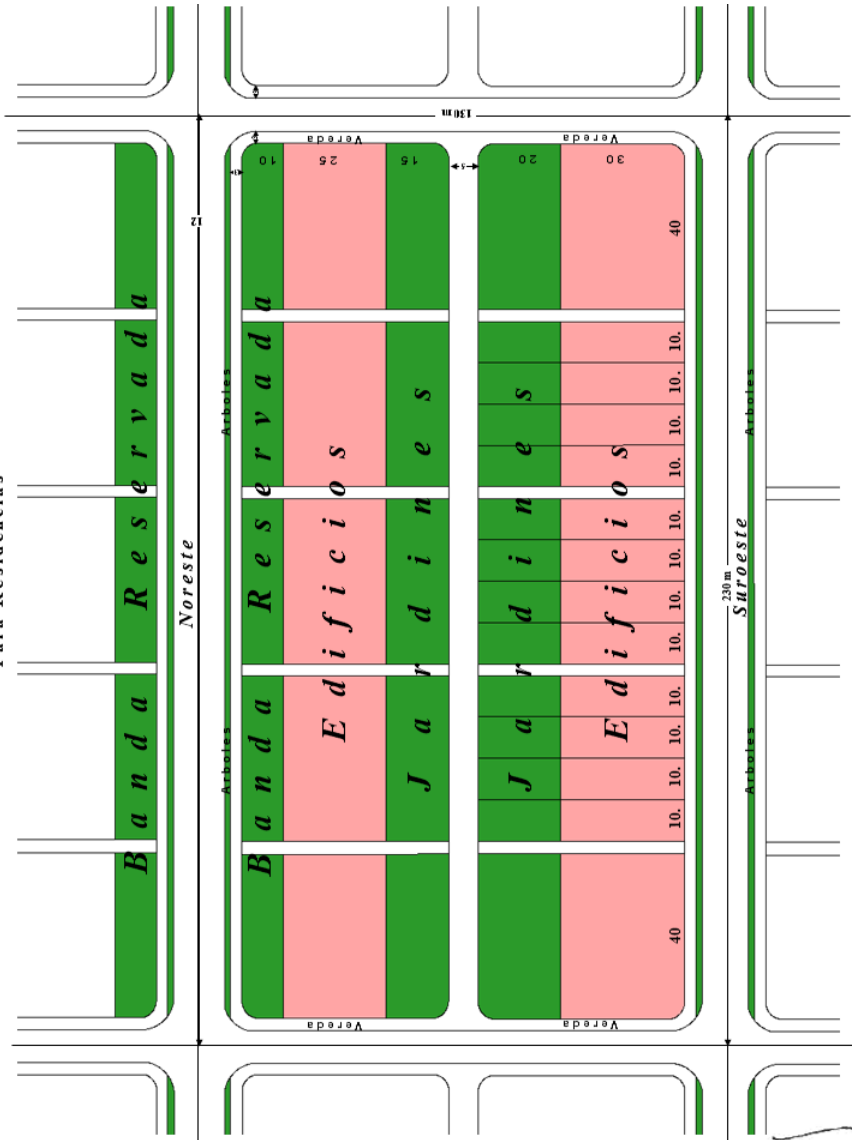 130 m
Vereda
Vereda
10
25
15
5
20
30
12
40
10.
10.
10.
10.
10.
10.
10.
10.
10.
10.
10.
10.
40
Banda Reservada
Noreste
Arboles
Arboles
Banda Reservada
Edificios
Jardines
Jardines
Edificios
230 m
Suroeste
Arboles
Arboles
Vereda
Vereda